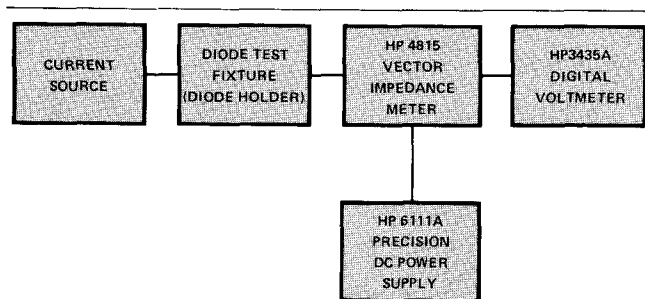 CURRENT
SOURCE
DIODE TEST
FIXTURE
(DIODE HOLDER)
HP 4815
VECTOR
IMPEDANCE
METER
HP3435A
DIGITAL
VOLTMETER
HP 6111A
PRECISION
DC POWER
SUPPLY